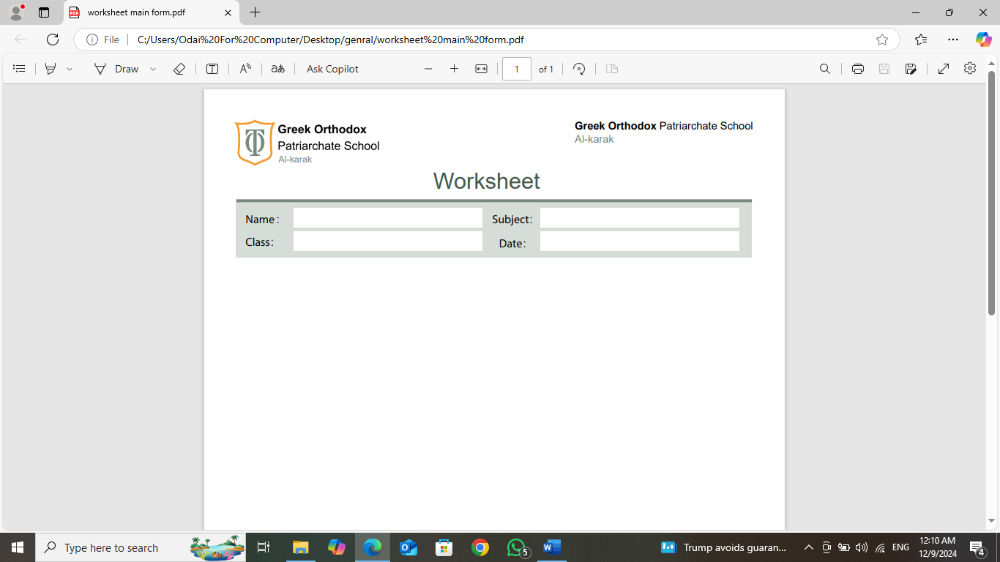 worksheet main form.pdf
File
C:/Users/Odai%20For%20Computer/Desktop/genral/worksheet%20main%20form.pdf
Draw
aあ
Ask Copilot
1 of 1
Greek Orthodox
Patriarchate School
Al-karak
Greek Orthodox Patriarchate School
Al-karak
Worksheet
Name:
Subject:
Class:
Date:
Type here to search
5
Trump avoids guaran...
ENG
12:10 AM
12/9/2024
4